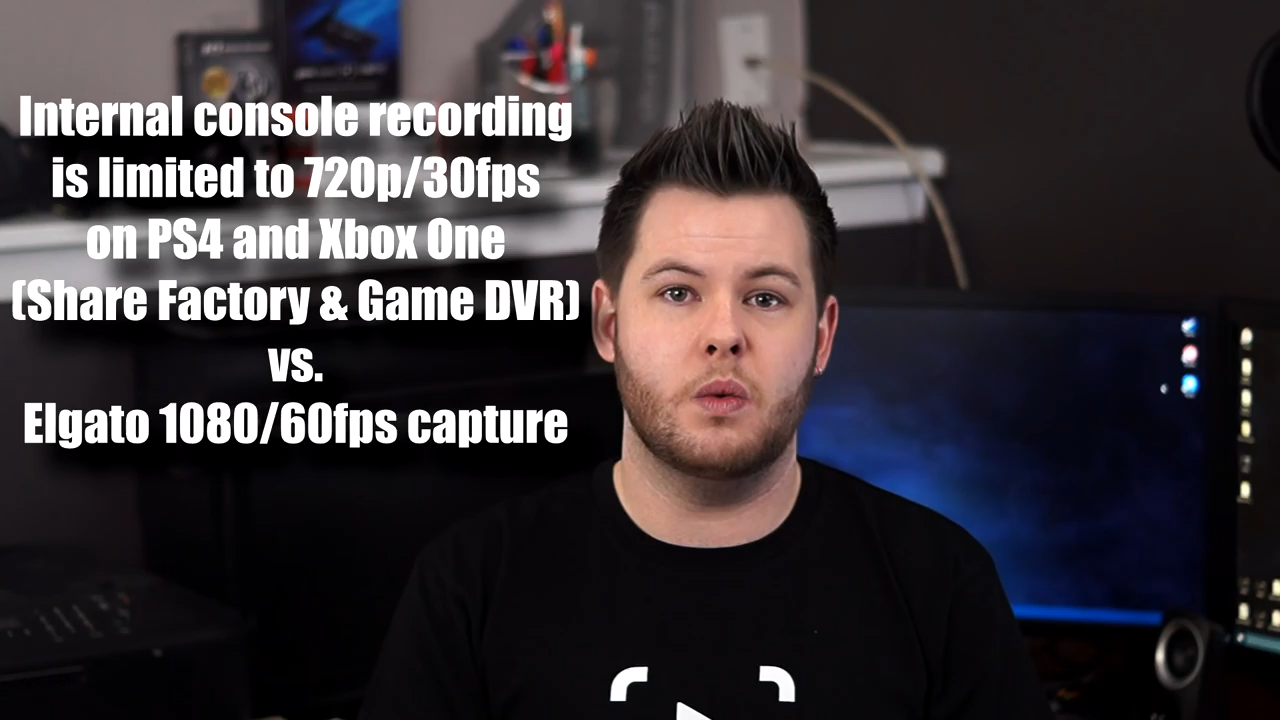 Internal console recording
is limited to 720p/30fps
on PS4 and Xbox One
(Share Factory & Game DVR)
vs.
Elgato 1080/60fps capture